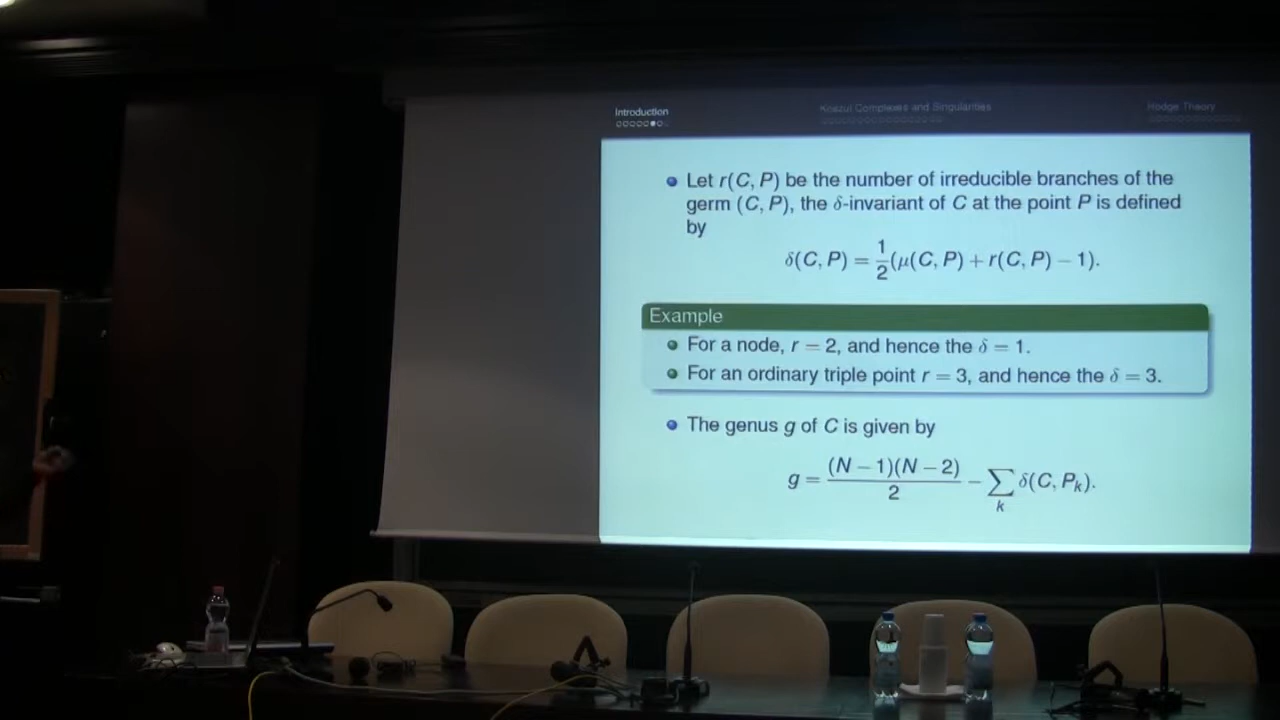 Introduction
Koszul Complexes and Singularities
Hodge Theory
Let r(C, P) be the number of irreducible branches of the
germ (C, P), the δ-invariant of C at the point P is defined
by
δ(C, P) = 1/2(μ(C, P) + r(C, P) − 1).
Example
For a node, r = 2, and hence the δ = 1.
For an ordinary triple point r = 3, and hence the δ = 3.
The genus g of C is given by
g = (N − 1)(N − 2)/2 − ∑_k δ(C, P_k).